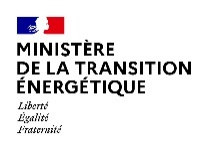 MINISTÈRE
DE LA TRANSITION
ÉNERGÉTIQUE
Liberté
Égalité
Fraternité